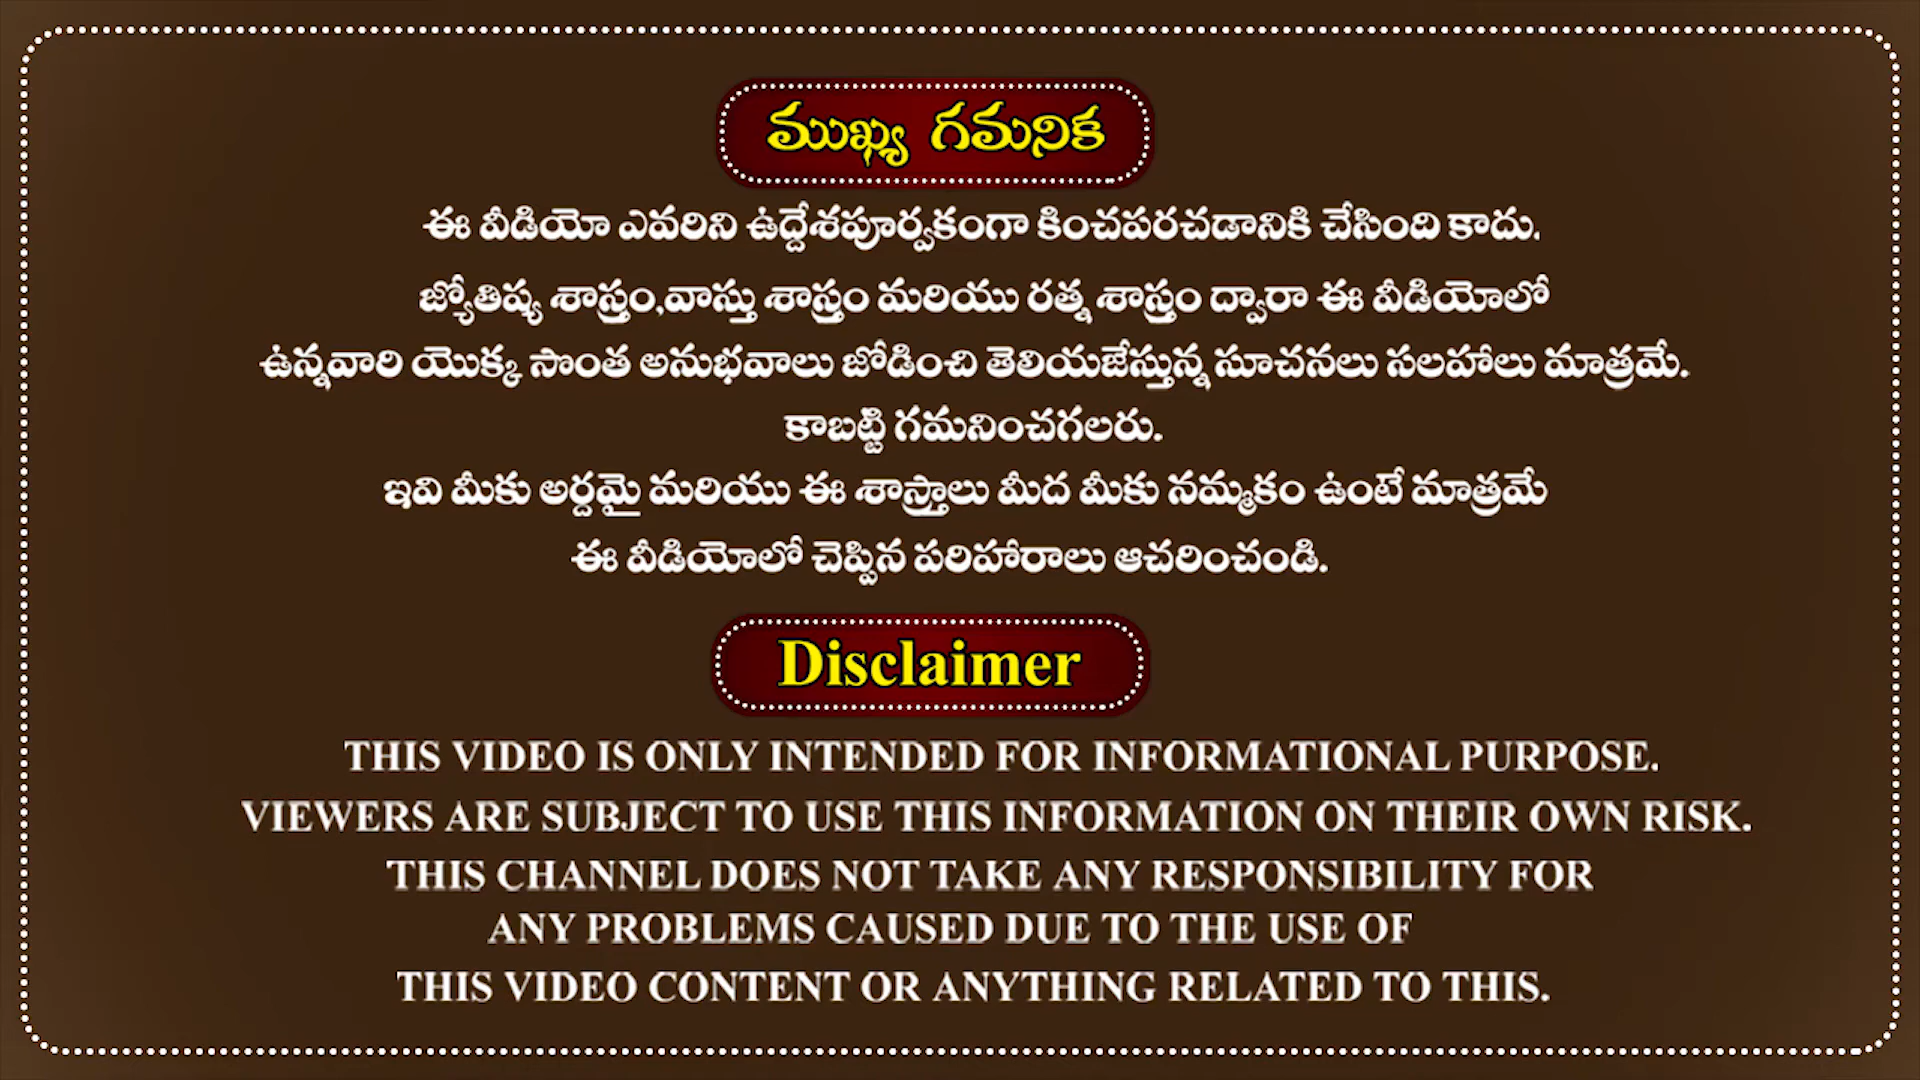 ముఖ్య గమనిక
ఈ వీడియో ఎవరిని ఉద్దేశపూర్వకంగా కించపరచడానికి చేసింది కాదు.
జ్యోతిష్య శాస్త్రం,వాస్తు శాస్త్రం మరియు రత్న శాస్త్రం ద్వారా ఈ వీడియోలో
ఉన్నవారి యొక్క సొంత అనుభవాలు జోడించి తెలియజేస్తున్న సూచనలు సలహాలు మాత్రమే.
కాబట్టి గమనించగలరు.
ఇవి మీకు అర్దమై మరియు ఈ శాస్త్రాలు మీద మీకు నమ్మకం ఉంటే మాత్రమే
ఈ వీడియోలో చెప్పిన పరిహారాలు ఆచరించండి.
Disclaimer
THIS VIDEO IS ONLY INTENDED FOR INFORMATIONAL PURPOSE.
VIEWERS ARE SUBJECT TO USE THIS INFORMATION ON THEIR OWN RISK.
THIS CHANNEL DOES NOT TAKE ANY RESPONSIBILITY FOR
ANY PROBLEMS CAUSED DUE TO THE USE OF
THIS VIDEO CONTENT OR ANYTHING RELATED TO THIS.